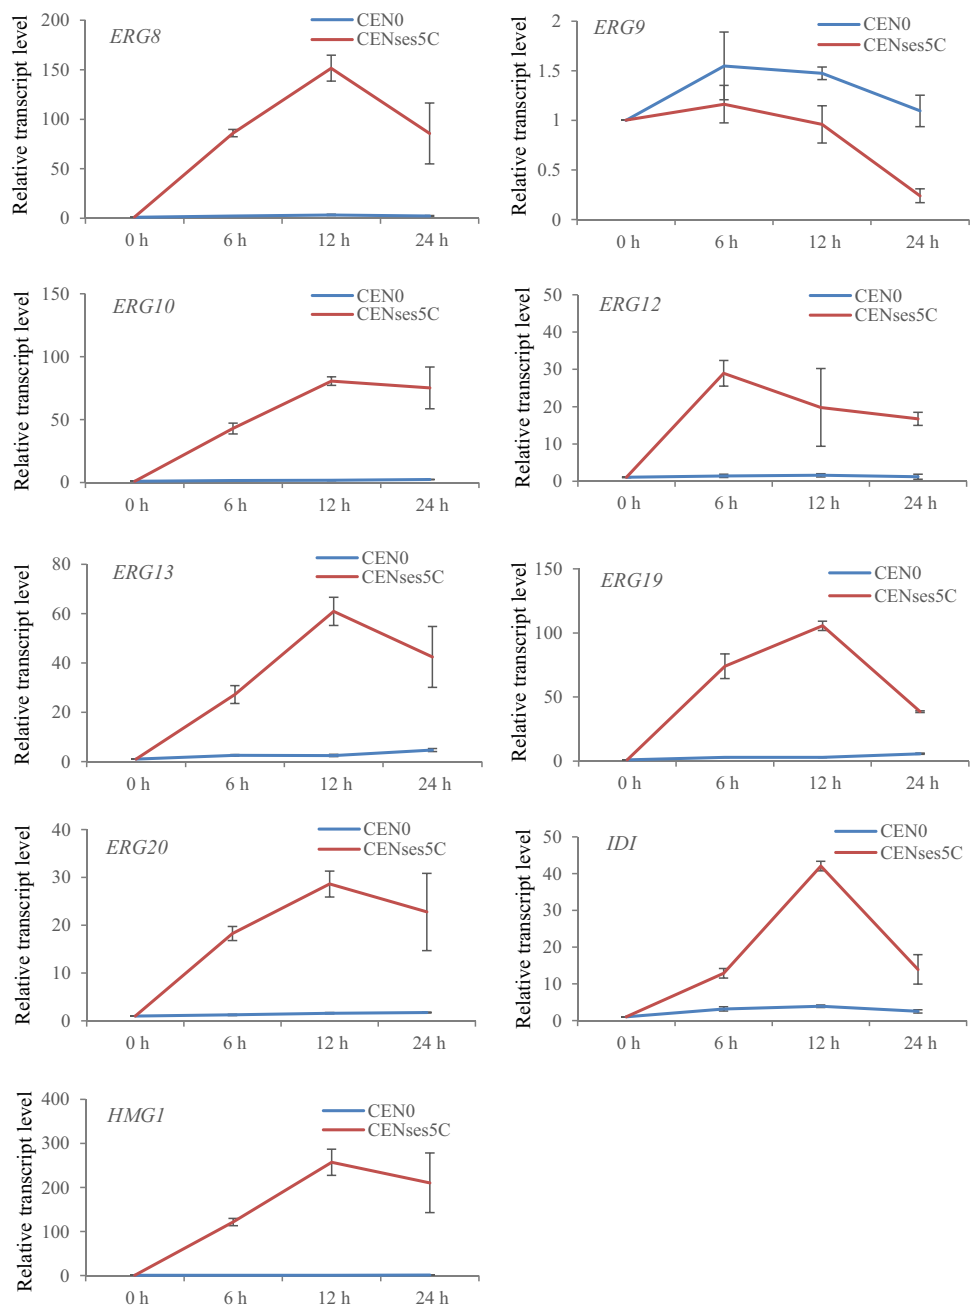 ERG8
CEN0
CENses5C
Relative transcript level
200
150
100
50
0
0 h 6 h 12 h 24 h
ERG9
CEN0
CENses5C
Relative transcript level
2
1.5
1
0.5
0
0 h 6 h 12 h 24 h
ERG10
CEN0
CENses5C
Relative transcript level
150
100
50
0
0 h 6 h 12 h 24 h
ERG12
CEN0
CENses5C
Relative transcript level
50
40
30
20
10
0
0 h 6 h 12 h 24 h
ERG13
CEN0
CENses5C
Relative transcript level
80
60
40
20
0
0 h 6 h 12 h 24 h
ERG19
CEN0
CENses5C
Relative transcript level
150
100
50
0
0 h 6 h 12 h 24 h
ERG20
CEN0
CENses5C
Relative transcript level
40
30
20
10
0
0 h 6 h 12 h 24 h
IDI
CEN0
CENses5C
Relative transcript level
50
40
30
20
10
0
0 h 6 h 12 h 24 h
HMG1
CEN0
CENses5C
Relative transcript level
400
300
200
100
0
0 h 6 h 12 h 24 h